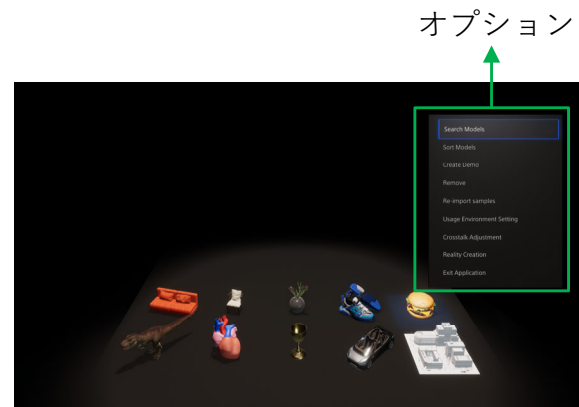 オプション
Search Models
Sort Models
Create Demo
Remove
Re-import samples
Usage Environment Setting
Crosstalk Adjustment
Reality Creation
Exit Application